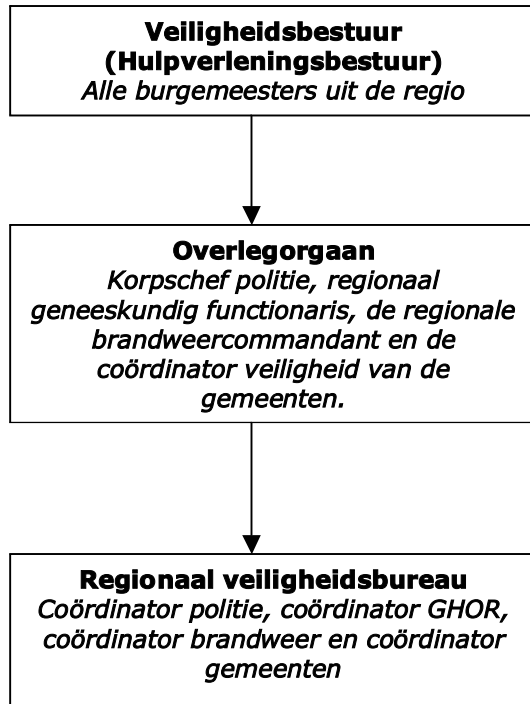 Veiligheidsbestuur
(Hulpverleningsbestuur)
Alle burgemeesters uit de regio
Overlegorgaan
Korpschef politie, regionaal
geneeskundig functionaris, de regionale
brandweercommandant en de
coördinator veiligheid van de
gemeenten.
Regionaal veiligheidsbureau
Coördinator politie, coördinator GHOR,
coördinator brandweer en coördinator
gemeenten